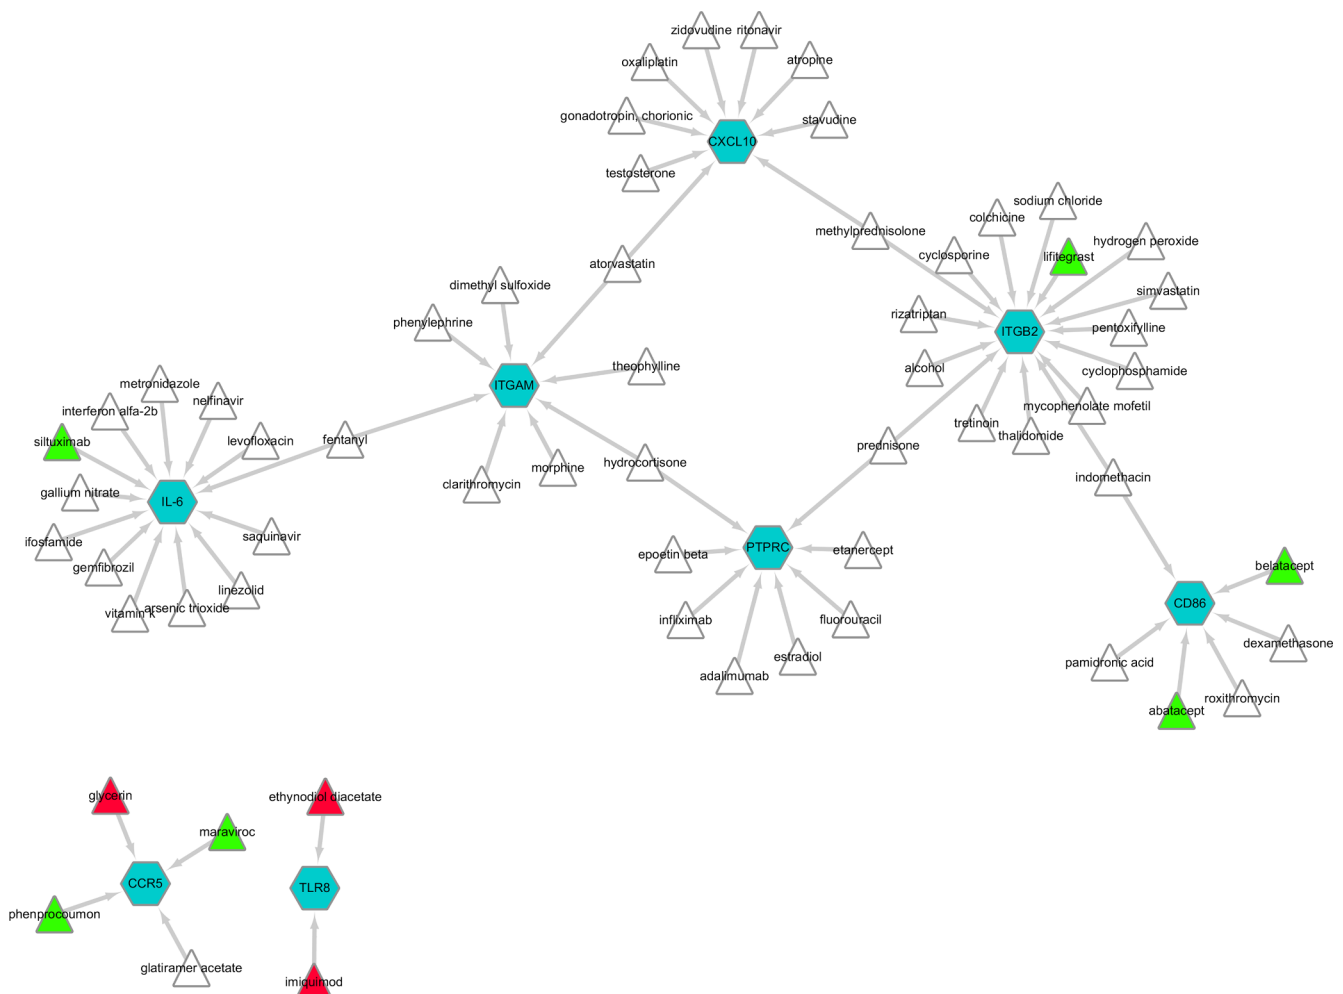 zidovudine
ritonavir
oxaliplatin
atropine
gonadotropin, chorionic
stavudine
CXCL10
testosterone
sodium chloride
colchicine
methylprednisolone
hydrogen peroxide
cyclosporine
lifitegrast
atorvastatin
dimethyl sulfoxide
simvastatin
rizatriptan
phenylephrine
ITGB2
pentoxifylline
theophylline
alcohol
cyclophosphamide
ITGAM
metronidazole
nelfinavir
interferon alfa-2b
mycophenolate mofetil
tretinoin
thalidomide
siltuximab
levofloxacin
fentanyl
prednisone
hydrocortisone
morphine
clarithromycin
indomethacin
gallium nitrate
IL-6
saquinavir
ifosfamide
PTPRC
epoetin beta
etanercept
gemfibrozil
belatacept
linezolid
CD86
vitamin k
arsenic trioxide
infliximab
fluorouracil
dexamethasone
estradiol
pamidronic acid
adalimumab
roxithromycin
abatacept
glycerin
ethynodiol diacetate
maraviroc
CCR5
TLR8
phenprocoumon
glatiramer acetate
imiquimod